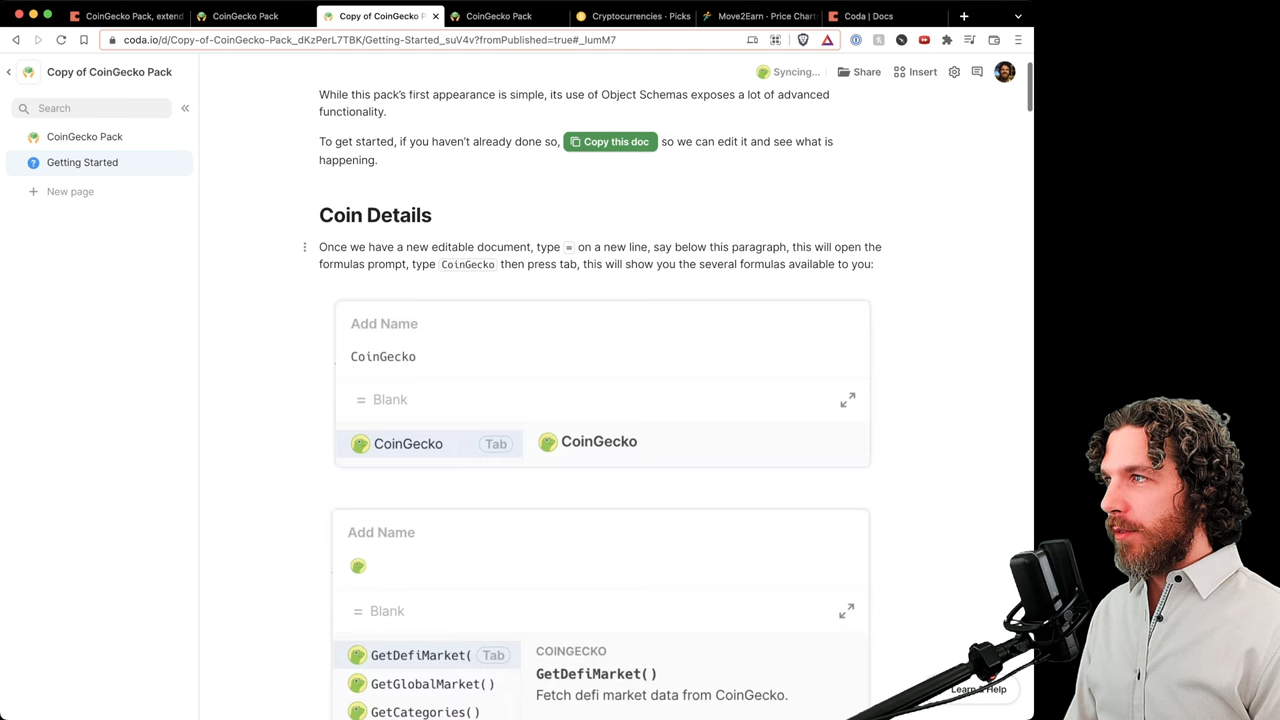 CoinGecko Pack, extend
CoinGecko Pack
Copy of CoinGecko P
CoinGecko Pack
Cryptocurrencies - Picks
Move2Earn - Price Chart
Coda | Docs
coda.io/d/Copy-of-CoinGecko-Pack_dKzPerL7TBK/Getting-Started_suV4v?fromPublished=true#_lumM7
Copy of CoinGecko Pack
Syncing...
Share
Insert
Search
CoinGecko Pack
Getting Started
New page
While this pack's first appearance is simple, its use of Object Schemas exposes a lot of advanced
functionality.
To get started, if you haven't already done so, Copy this doc so we can edit it and see what is
happening.
Coin Details
Once we have a new editable document, type = on a new line, say below this paragraph, this will open the
formulas prompt, type CoinGecko then press tab, this will show you the several formulas available to you:
Add Name
CoinGecko
= Blank
CoinGecko Tab
CoinGecko
Add Name
= Blank
GetDefiMarket( Tab
GetGlobalMarket()
GetCategories()
COINGECKO
GetDefiMarket()
Fetch defi market data from CoinGecko.
Learn & Help